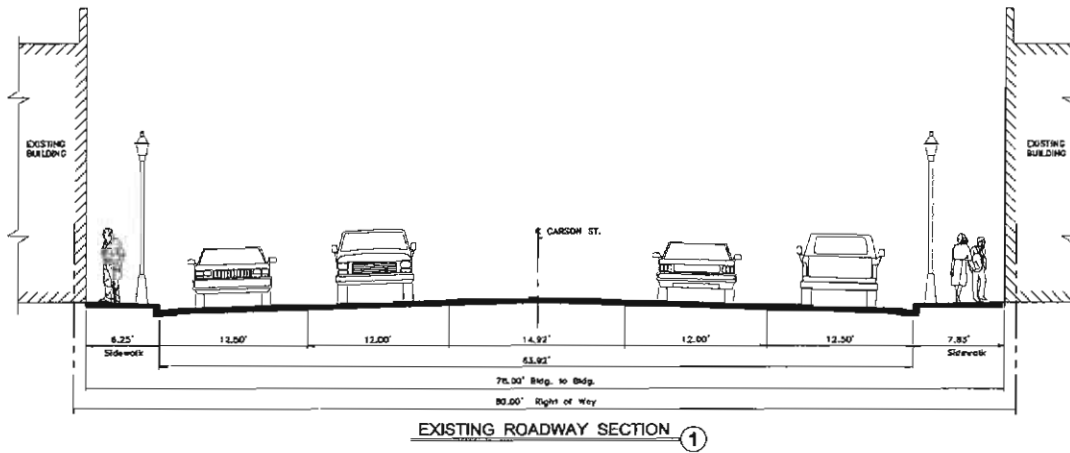 EXISTING
BUILDING
EXISTING
BUILDING
℄ CARSON ST.
6.25' 12.50' 12.00' 14.92' 12.00' 12.50' 7.83'
Sidewalk Sidewalk
63.92'
78.00' Bldg. to Bldg.
80.00' Right of Way
EXISTING ROADWAY SECTION 1